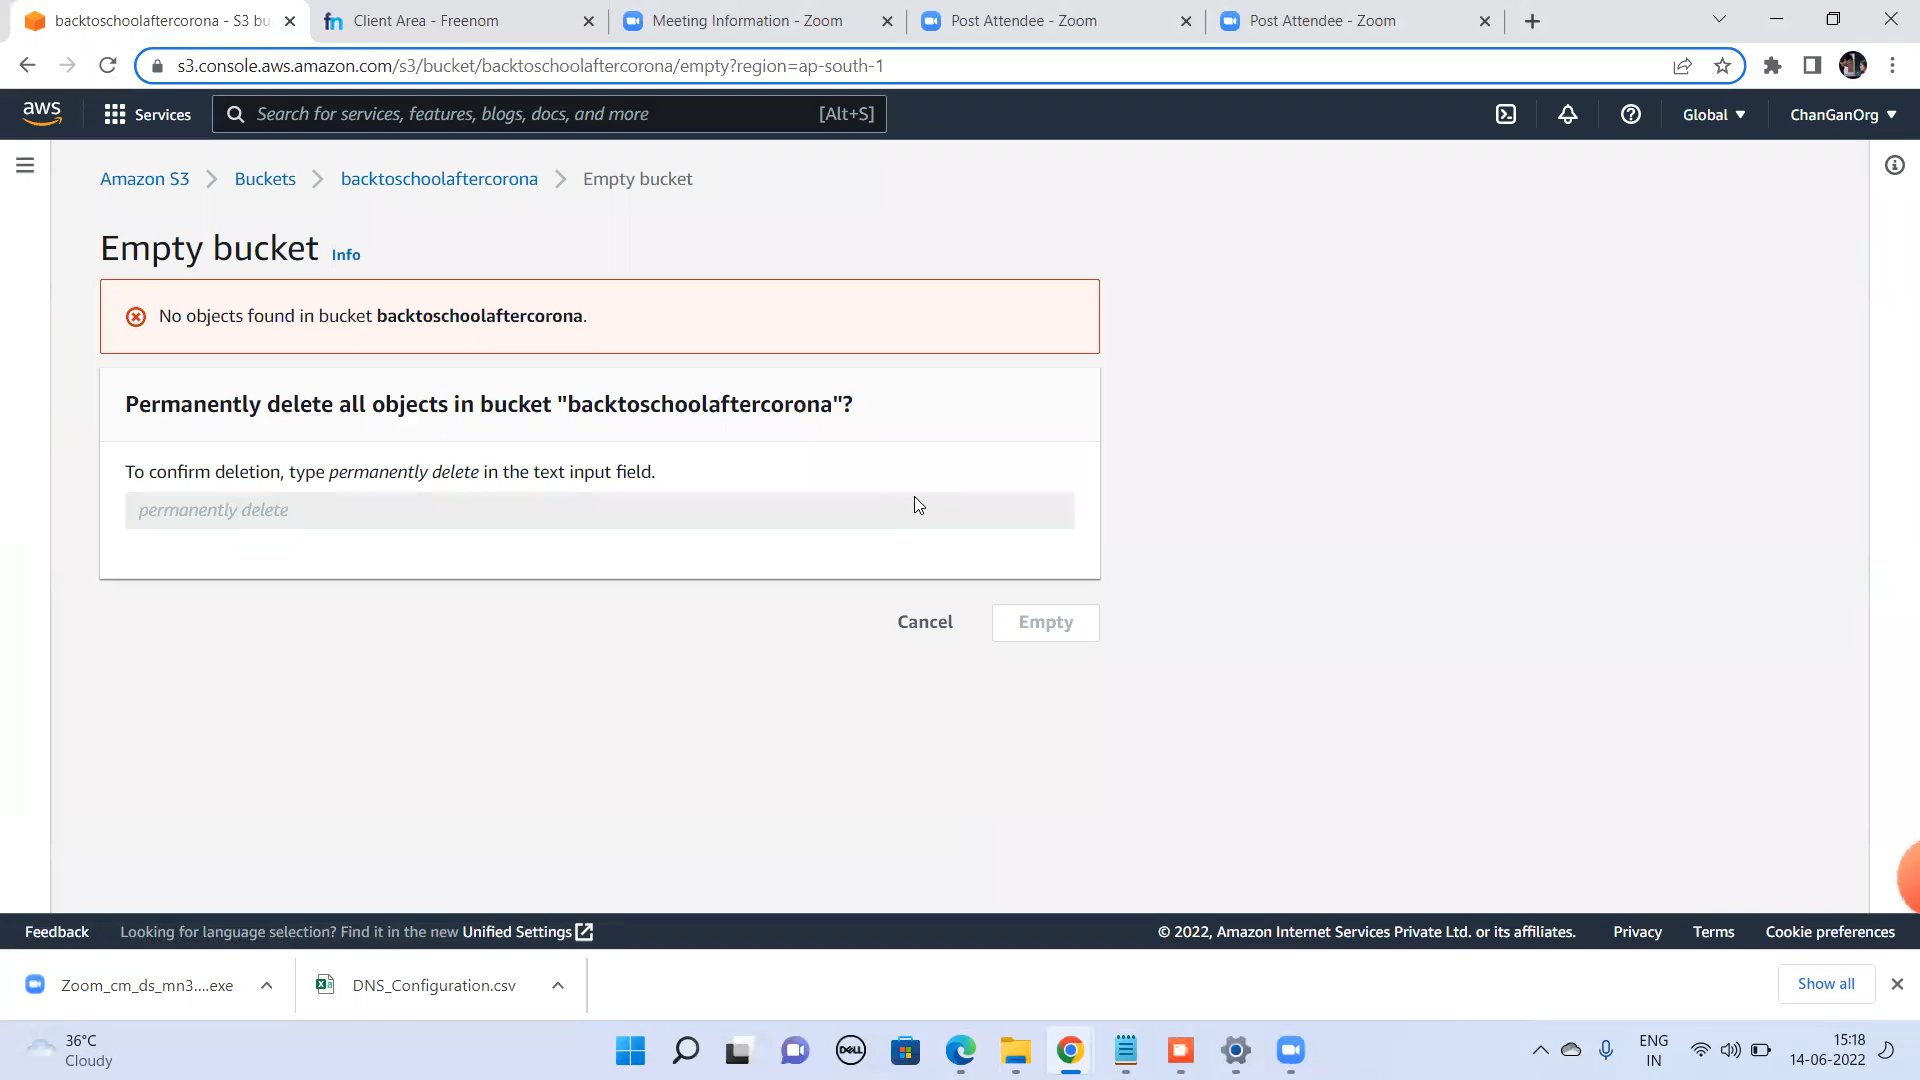 backtoschoolaftercorona - S3 bu
Client Area - Freenom
Meeting Information - Zoom
Post Attendee - Zoom
Post Attendee - Zoom
s3.console.aws.amazon.com/s3/bucket/backtoschoolaftercorona/empty?region=ap-south-1
aws
Services
Search for services, features, blogs, docs, and more
[Alt+S]
Global
ChanGanOrg
Amazon S3
Buckets
backtoschoolaftercorona
Empty bucket
Empty bucket Info
No objects found in bucket backtoschoolaftercorona.
Permanently delete all objects in bucket "backtoschoolaftercorona"?
To confirm deletion, type permanently delete in the text input field.
permanently delete
Cancel
Empty
Feedback
Looking for language selection? Find it in the new Unified Settings
© 2022, Amazon Internet Services Private Ltd. or its affiliates.
Privacy
Terms
Cookie preferences
Zoom_cm_ds_mn3....exe
DNS_Configuration.csv
Show all
36°C
Cloudy
DELL
ENG
IN
15:18
14-06-2022